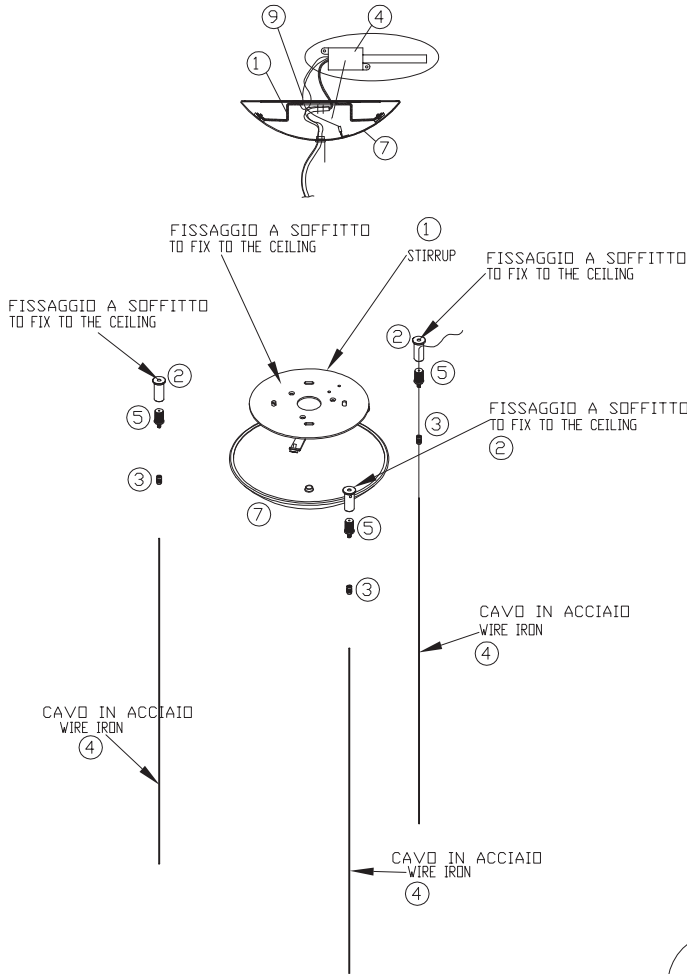 9
4
1
7
FISSAGGIO A SOFFITTO
TO FIX TO THE CEILING
1
STIRRUP
FISSAGGIO A SOFFITTO
TO FIX TO THE CEILING
FISSAGGIO A SOFFITTO
TO FIX TO THE CEILING
2
2
5
5
FISSAGGIO A SOFFITTO
TO FIX TO THE CEILING
2
3
3
7
5
3
CAVO IN ACCIAIO
WIRE IRON
4
CAVO IN ACCIAIO
WIRE IRON
4
CAVO IN ACCIAIO
WIRE IRON
4